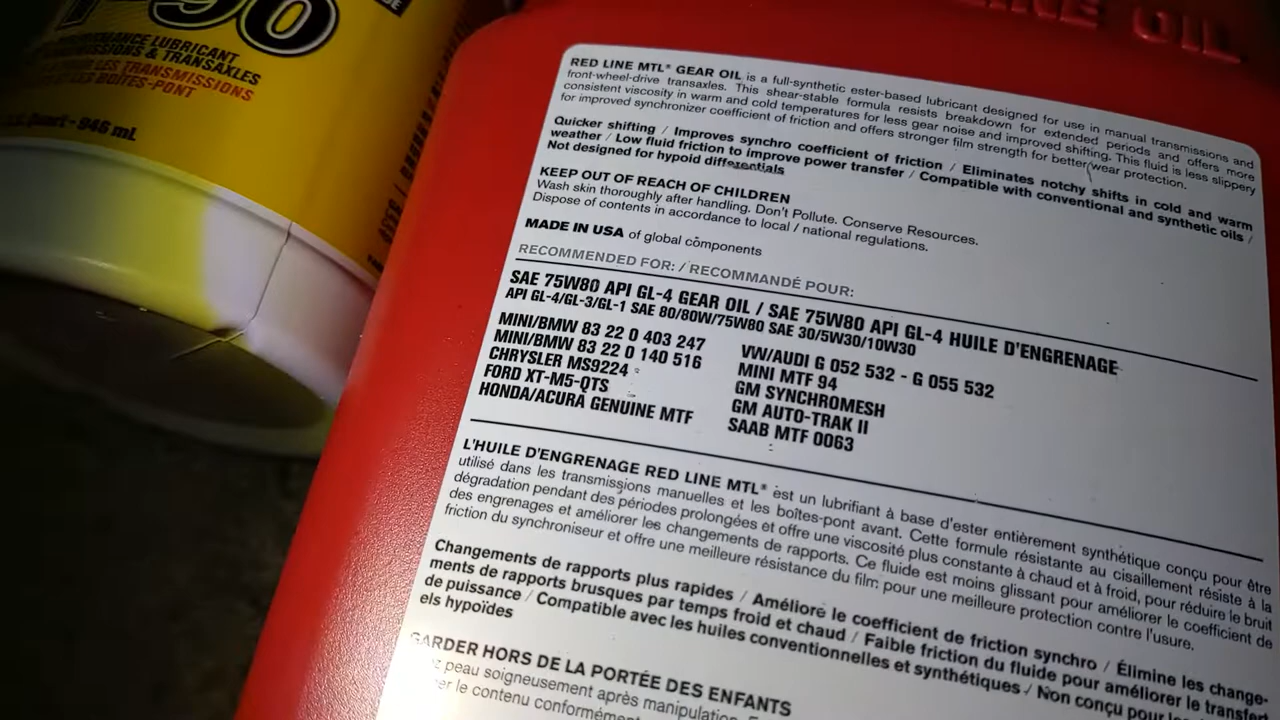 RMANCE LUBRICANT
MISSIONS & TRANSAXLES
LES TRANSMISSIONS
LES BOÎTES-PONT
Quart - 946 mL
OIL
RED LINE MTL® GEAR OIL is a full-synthetic ester-based lubricant designed for use in manual transmissions and
front-wheel-drive transaxles. This shear-stable formula resists breakdown for extended periods and offers more
consistent viscosity in warm and cold temperatures for less gear noise and improved shifting. This fluid is less slippery
for improved synchronizer coefficient of friction and offers stronger film strength for better wear protection.
Quicker shifting / Improves synchro coefficient of friction / Eliminates notchy shifts in cold and warm
weather / Low fluid friction to improve power transfer / Compatible with conventional and synthetic oils /
Not designed for hypoid differentials
KEEP OUT OF REACH OF CHILDREN
Wash skin thoroughly after handling. Don't Pollute. Conserve Resources.
Dispose of contents in accordance to local / national regulations.
MADE IN USA of global components
RECOMMENDED FOR: / RECOMMANDÉ POUR:
SAE 75W80 API GL-4 GEAR OIL / SAE 75W80 API GL-4 HUILE D'ENGRENAGE
API GL-4/GL-3/GL-1 SAE 80/80W/75W80 SAE 30/5W30/10W30
MINI/BMW 83 22 0 403 247
MINI/BMW 83 22 0 140 516
CHRYSLER MS9224
FORD XT-M5-QTS
HONDA/ACURA GENUINE MTF
VW/AUDI G 052 532 - G 055 532
MINI MTF 94
GM SYNCHROMESH
GM AUTO-TRAK II
SAAB MTF 0063
L'HUILE D'ENGRENAGE RED LINE MTL® est un lubrifiant à base d'ester entièrement synthétique conçu pour être
utilisé dans les transmissions manuelles et les boîtes-pont avant. Cette formule résistante au cisaillement résiste à la
dégradation pendant des périodes prolongées et offre une viscosité plus constante à chaud et à froid, pour réduire le bruit
des engrenages et améliorer les changements de rapports. Ce fluide est moins glissant pour améliorer le coefficient de
friction du synchroniseur et offre une meilleure résistance du film pour une meilleure protection contre l'usure.
Changements de rapports plus rapides / Améliore le coefficient de friction synchro / Élimine les change-
ments de rapports brusques par temps froid et chaud / Faible friction du fluide pour améliorer le transfert
de puissance / Compatible avec les huiles conventionnelles et synthétiques / Non conçu pour les
els hypoïdes
GARDER HORS DE LA PORTÉE DES ENFANTS
peau soigneusement après manipulation.
er le contenu conformément